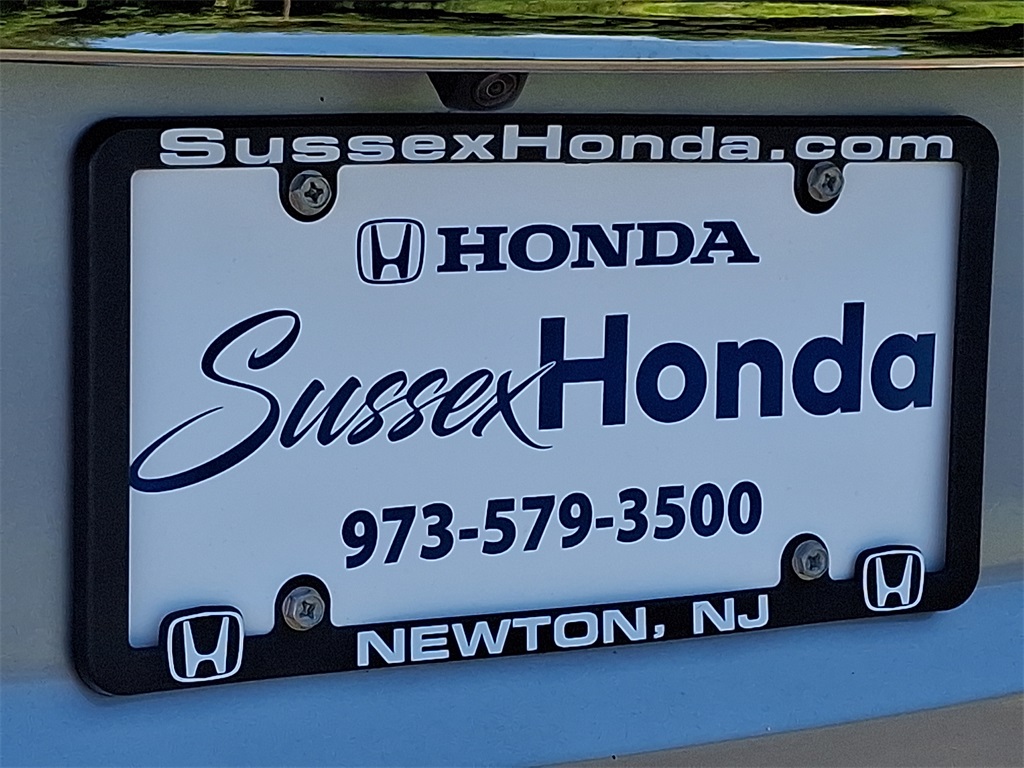 SussexHonda.com
HONDA
SussexHonda
973-579-3500
NEWTON, NJ